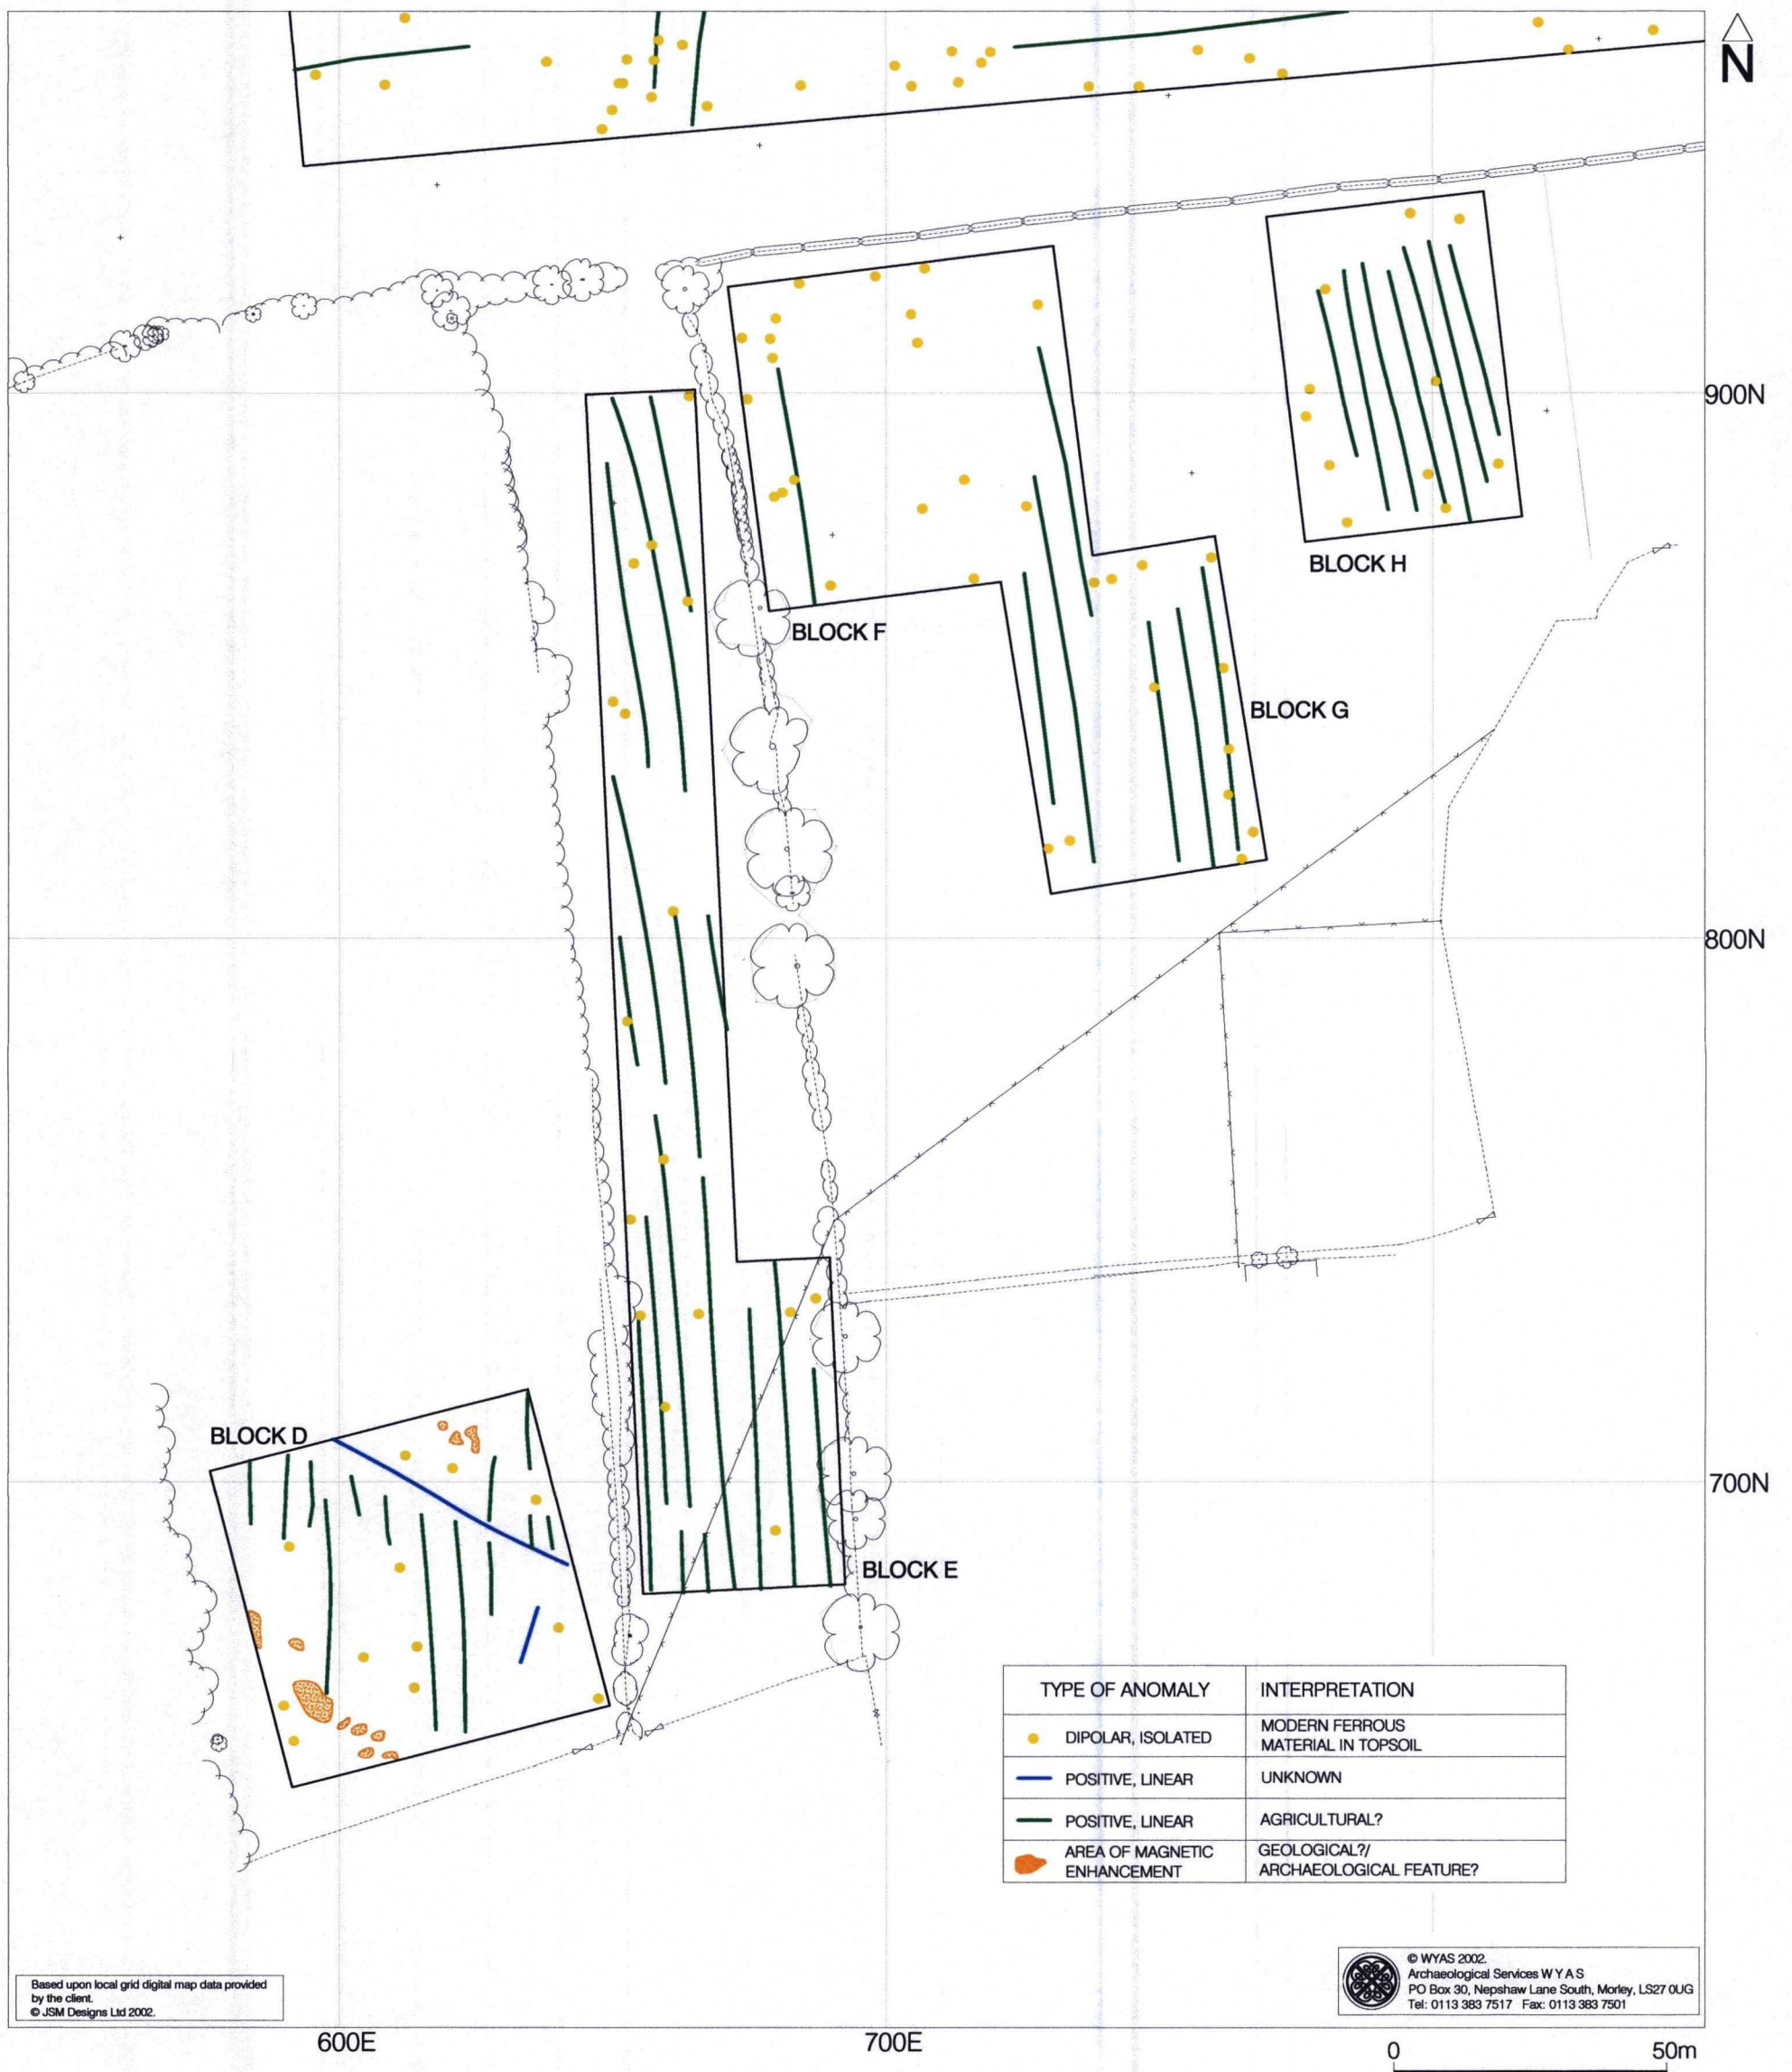 N
900N
BLOCK H
BLOCK F
BLOCK G
800N
BLOCK D
700N
BLOCK E
TYPE OF ANOMALY INTERPRETATION
DIPOLAR, ISOLATED MODERN FERROUS
MATERIAL IN TOPSOIL
POSITIVE, LINEAR UNKNOWN
POSITIVE, LINEAR AGRICULTURAL?
AREA OF MAGNETIC
ENHANCEMENT
GEOLOGICAL?/
ARCHAEOLOGICAL FEATURE?
Based upon local grid digital map data provided
by the client.
© JSM Designs Ltd 2002.
© WYAS 2002.
Archaeological Services W Y A S
PO Box 30, Nepshaw Lane South, Morley, LS27 0UG
Tel: 0113 383 7517 Fax: 0113 383 7501
600E 700E
0 50m